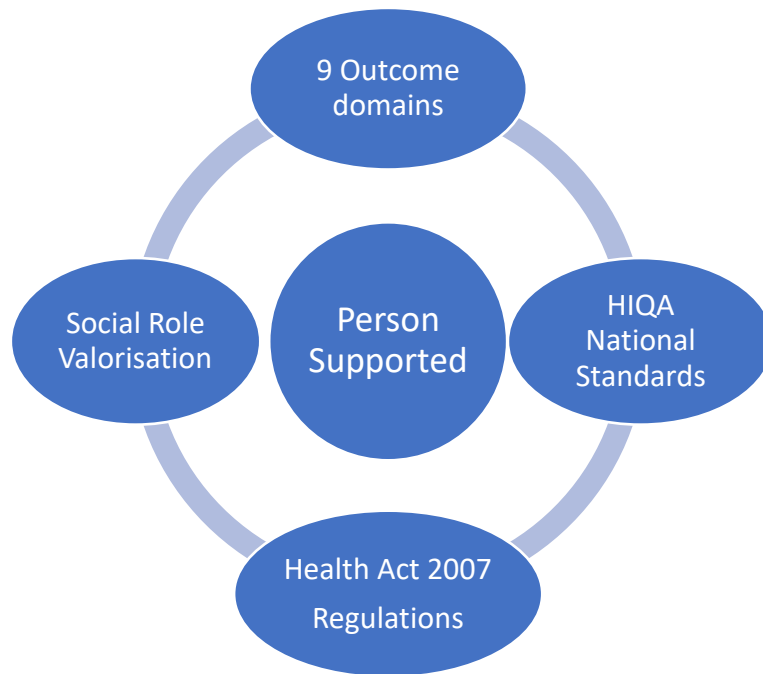 9 Outcome
domains
Social Role
Valorisation
Person
Supported
HIQA
National
Standards
Health Act 2007
Regulations